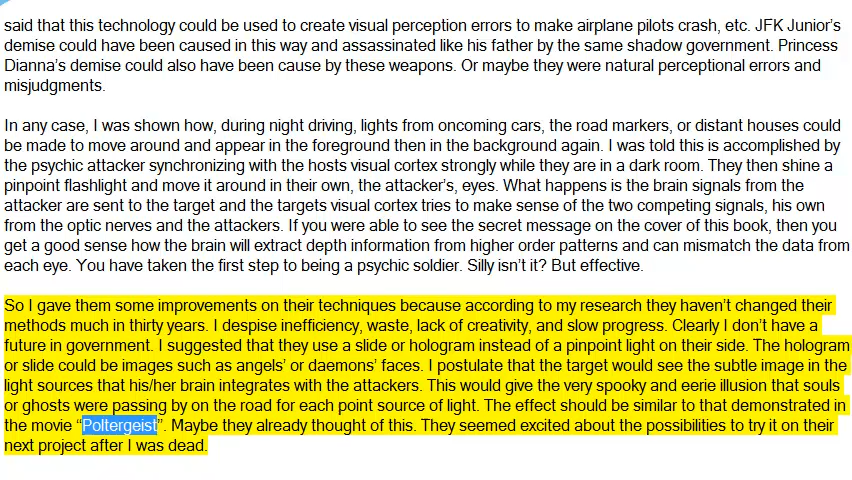 said that this technology could be used to create visual perception errors to make airplane pilots crash, etc. JFK Junior's
demise could have been caused in this way and assassinated like his father by the same shadow government. Princess
Dianna's demise could also have been cause by these weapons. Or maybe they were natural perceptional errors and
misjudgments.
In any case, I was shown how, during night driving, lights from oncoming cars, the road markers, or distant houses could
be made to move around and appear in the foreground then in the background again. I was told this is accomplished by
the psychic attacker synchronizing with the hosts visual cortex strongly while they are in a dark room. They then shine a
pinpoint flashlight and move it around in their own, the attacker's, eyes. What happens is the brain signals from the
attacker are sent to the target and the targets visual cortex tries to make sense of the two competing signals, his own
from the optic nerves and the attackers. If you were able to see the secret message on the cover of this book, then you
get a good sense how the brain will extract depth information from higher order patterns and can mismatch the data from
each eye. You have taken the first step to being a psychic soldier. Silly isn't it? But effective.
So I gave them some improvements on their techniques because according to my research they haven't changed their
methods much in thirty years. I despise inefficiency, waste, lack of creativity, and slow progress. Clearly I don't have a
future in government. I suggested that they use a slide or hologram instead of a pinpoint light on their side. The hologram
or slide could be images such as angels' or daemons' faces. I postulate that the target would see the subtle image in the
light sources that his/her brain integrates with the attackers. This would give the very spooky and eerie illusion that souls
or ghosts were passing by on the road for each point source of light. The effect should be similar to that demonstrated in
the movie "Poltergeist". Maybe they already thought of this. They seemed excited about the possibilities to try it on their
next project after I was dead.